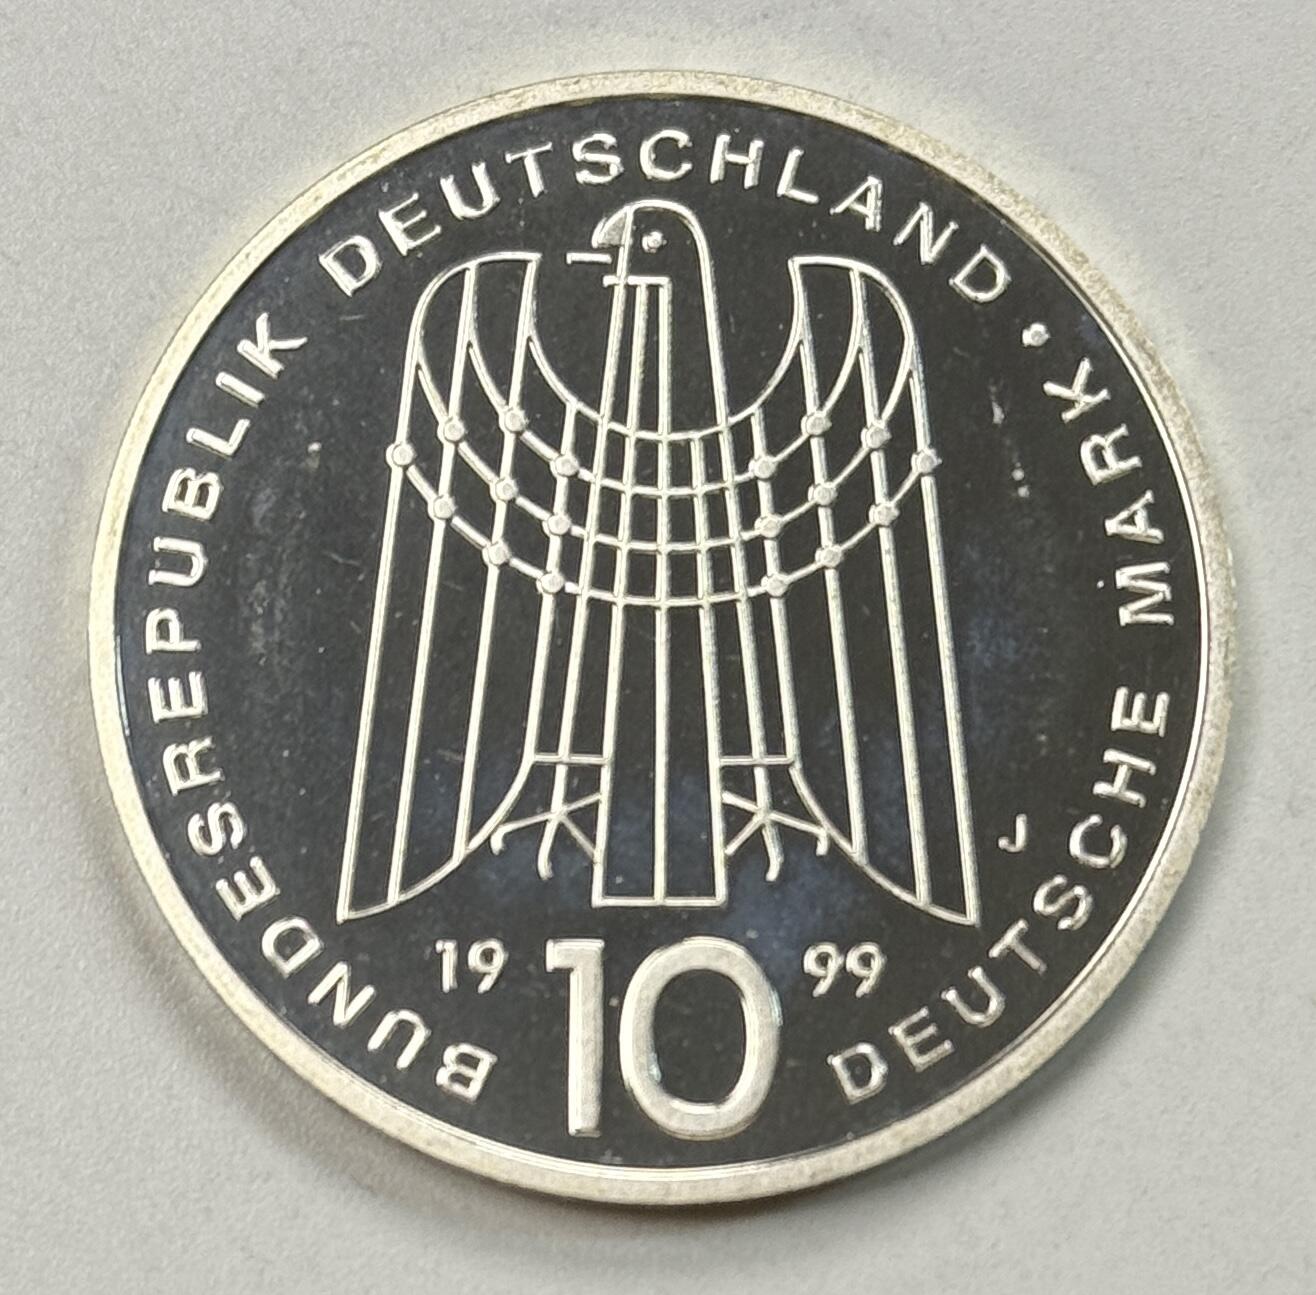 BUNDESREPUBLIK DEUTSCHLAND • DEUTSCHE MARK
J
19 10 99